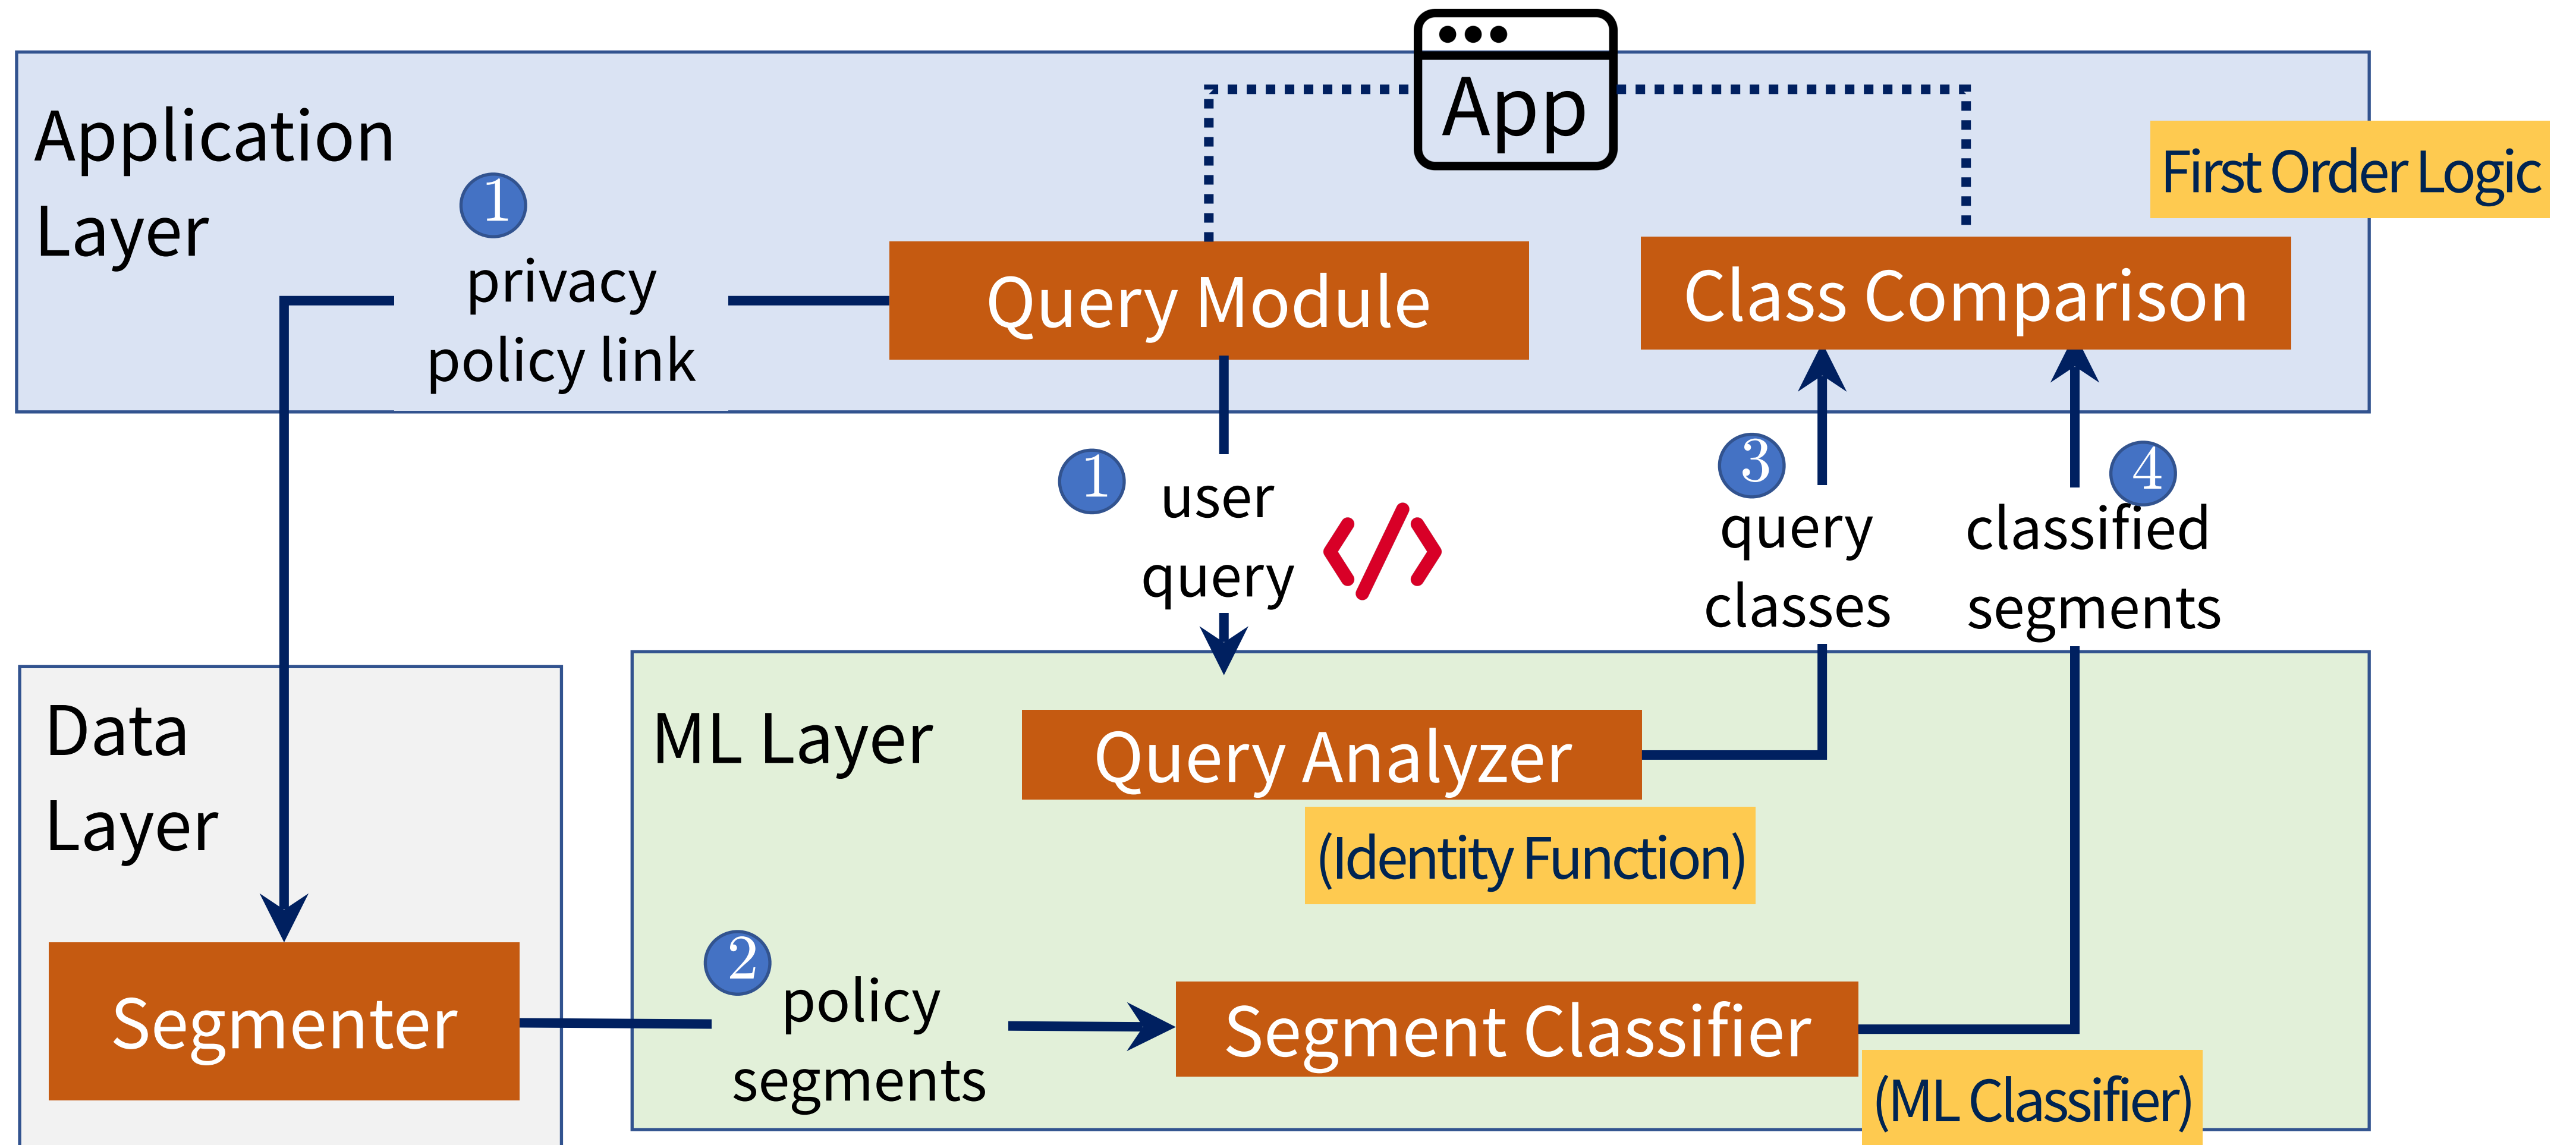 App
Application
Layer
First Order Logic
1
privacy
policy link
Query Module
Class Comparison
1
user
query
3
query
classes
4
classified
segments
Data
Layer
ML Layer
Query Analyzer
(Identity Function)
Segmenter
2
policy
segments
Segment Classifier
(ML Classifier)